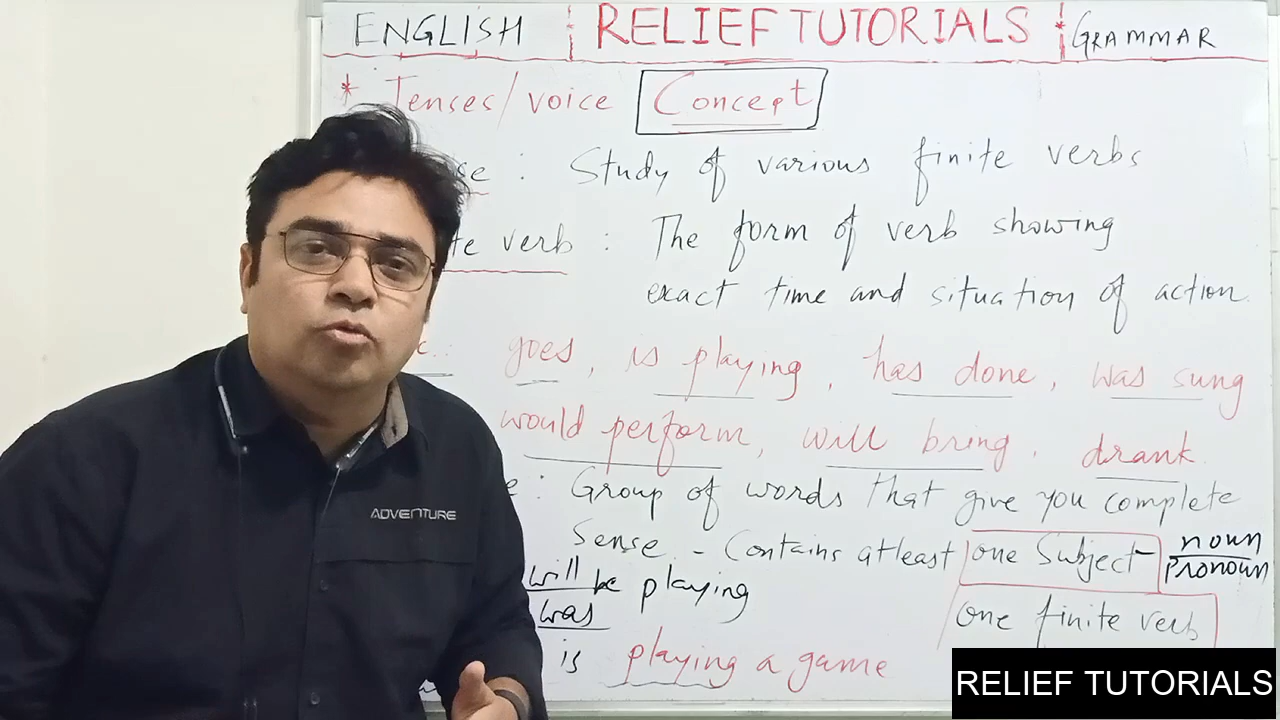 ENGLISH RELIEF TUTORIALS GRAMMAR
* Tenses/voice Concept
: Study of various finite verbs
verb : The form of verb showing
exact time and situation of action.
goes, is playing, has done, was sung
would perform, will bring, drank.
: Group of words that give you complete
Sense - Contains atleast one Subject - noun
pronoun
will be playing
was
one finite verb
is playing a game
ADVENTURE
RELIEF TUTORIALS